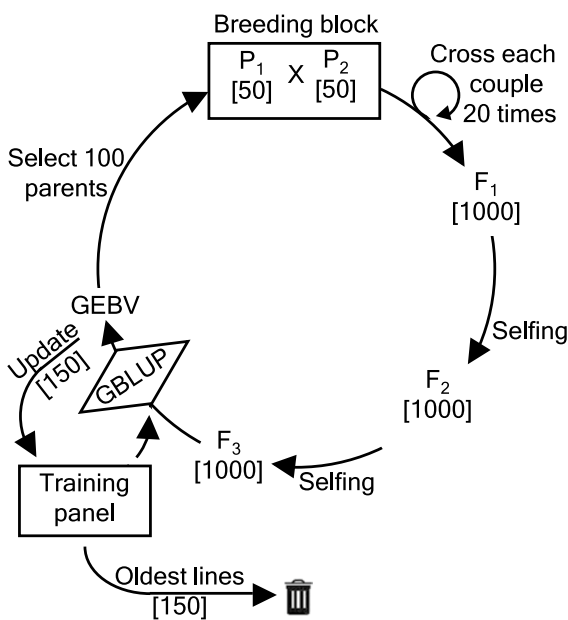 Breeding block
P1 X P2
[50] [50]
Cross each
couple
20 times
F1
[1000]
Selfing
F2
[1000]
Selfing
F3
[1000]
GBLUP
GEBV
Select 100
parents
Update
[150]
Training
panel
Oldest lines
[150]